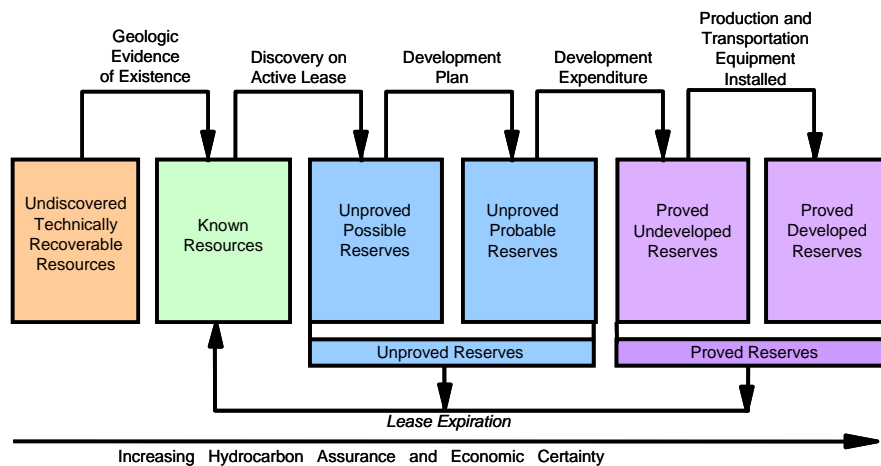 Geologic
Evidence
of Existence
Discovery on
Active Lease
Development
Plan
Development
Expenditure
Production and
Transportation
Equipment
Installed
Undiscovered
Technically
Recoverable
Resources
Known
Resources
Unproved
Possible
Reserves
Unproved
Probable
Reserves
Proved
Undeveloped
Reserves
Proved
Developed
Reserves
Unproved Reserves
Proved Reserves
Lease Expiration
Increasing Hydrocarbon Assurance and Economic Certainty